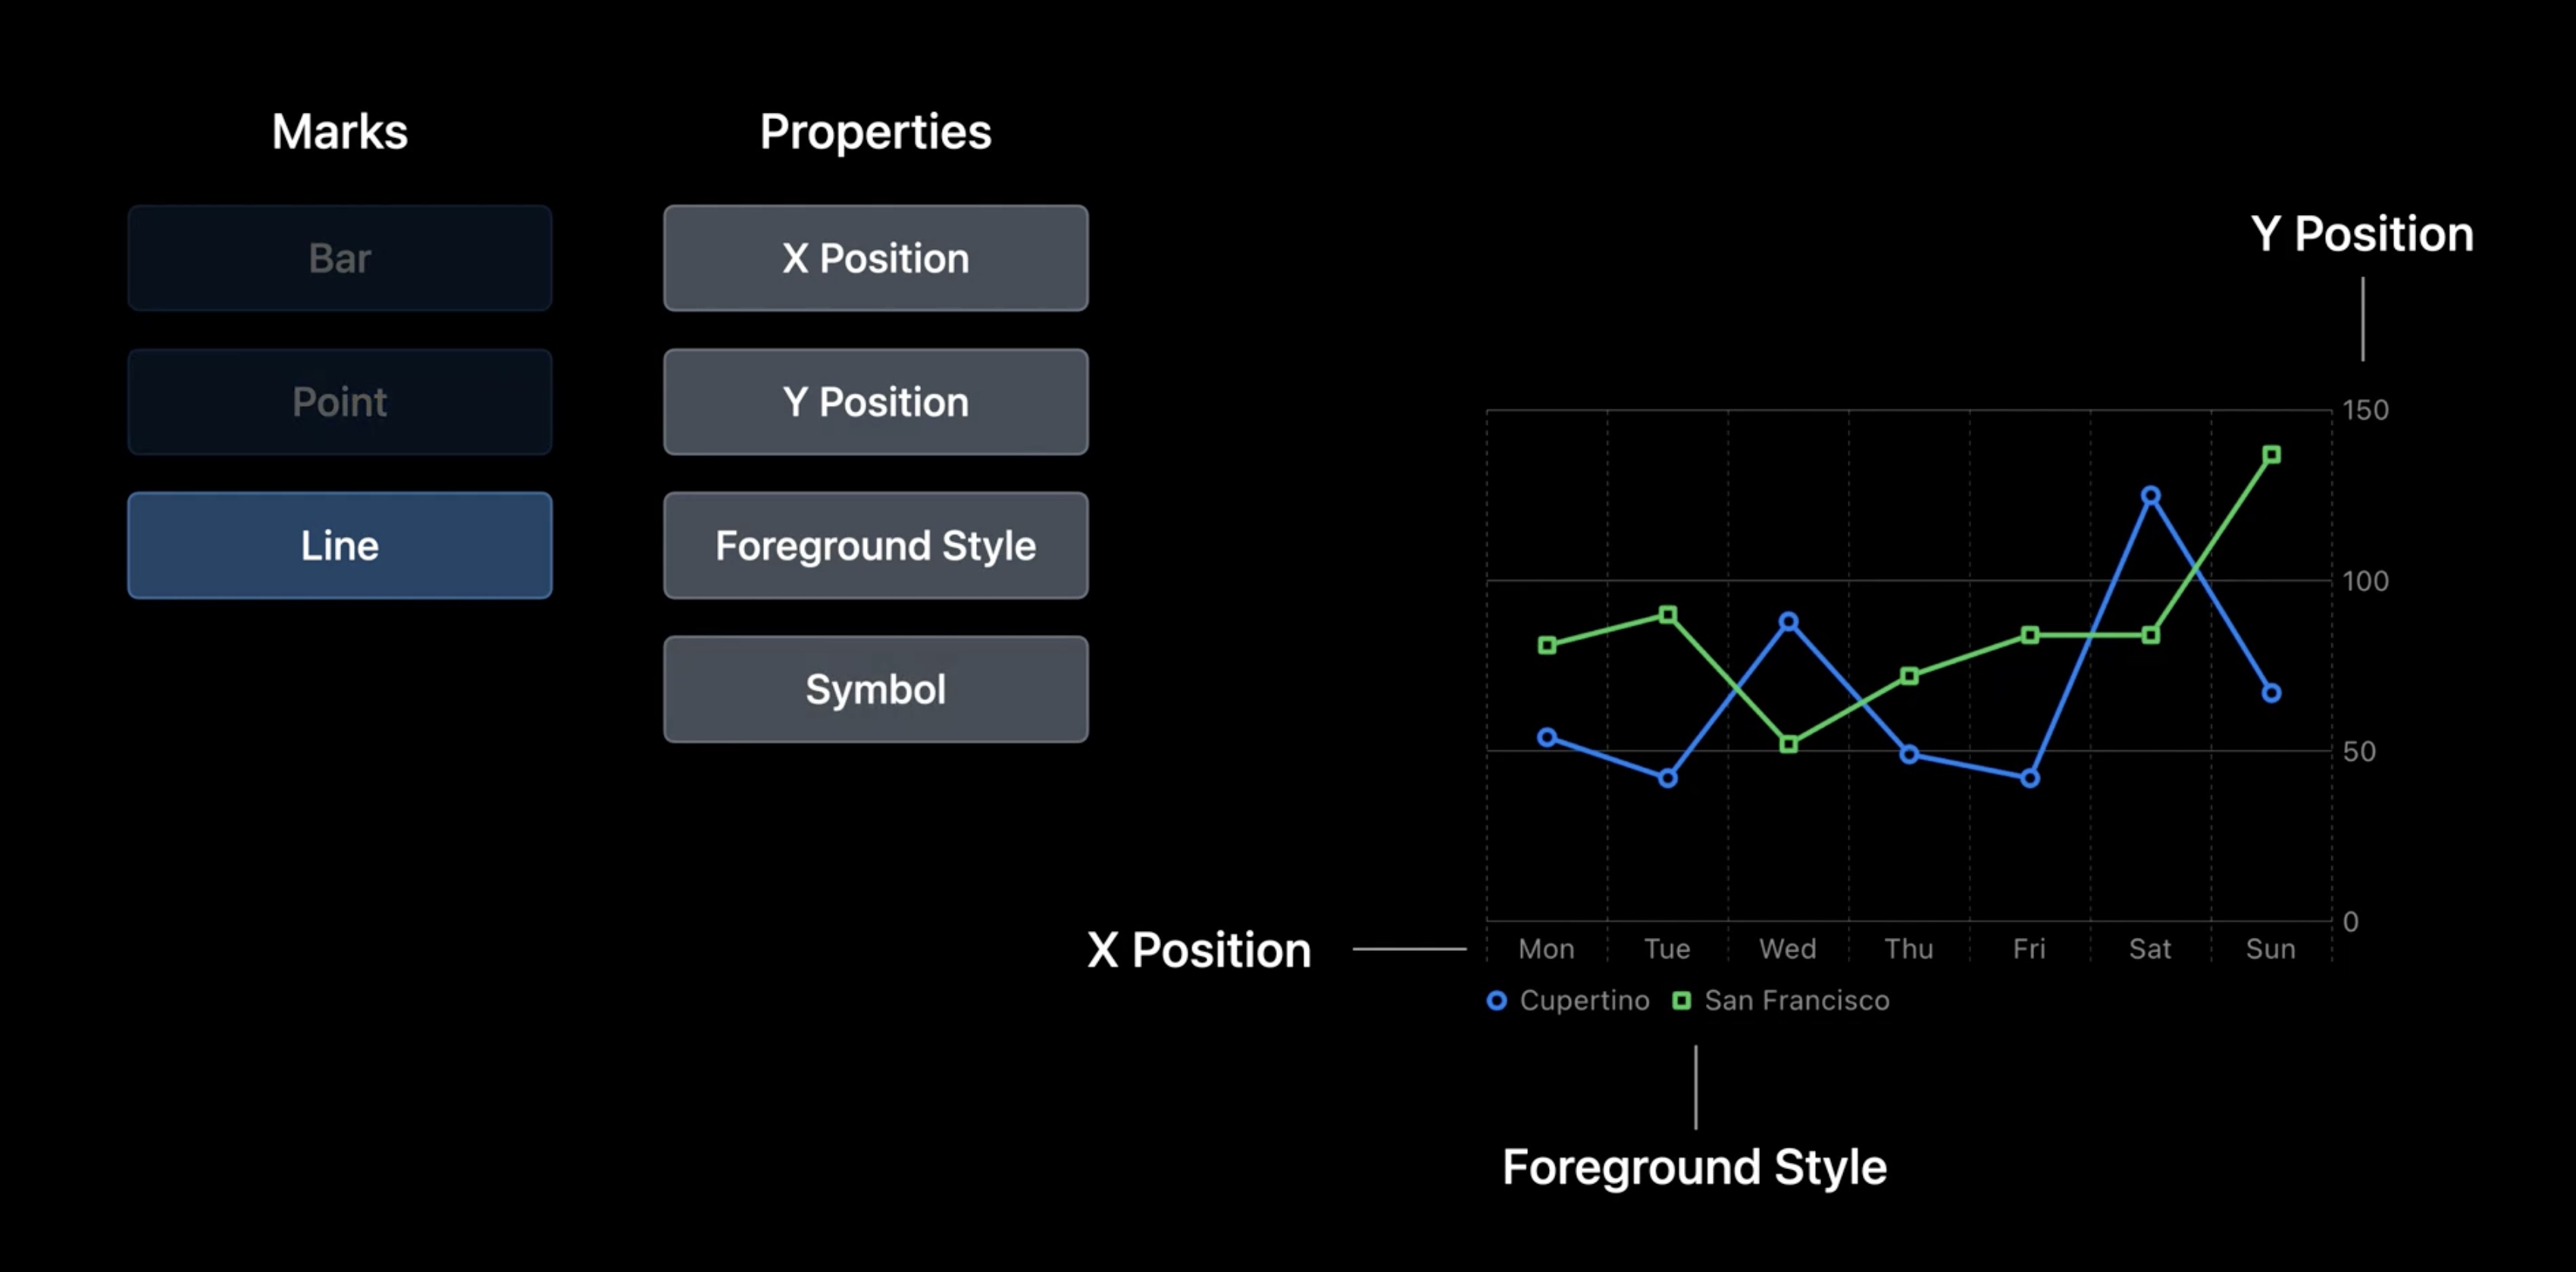 Marks
Bar
Point
Line
Properties
X Position
Y Position
Foreground Style
Symbol
Y Position
150
100
50
0
X Position
Mon Tue Wed Thu Fri Sat Sun
Cupertino San Francisco
Foreground Style